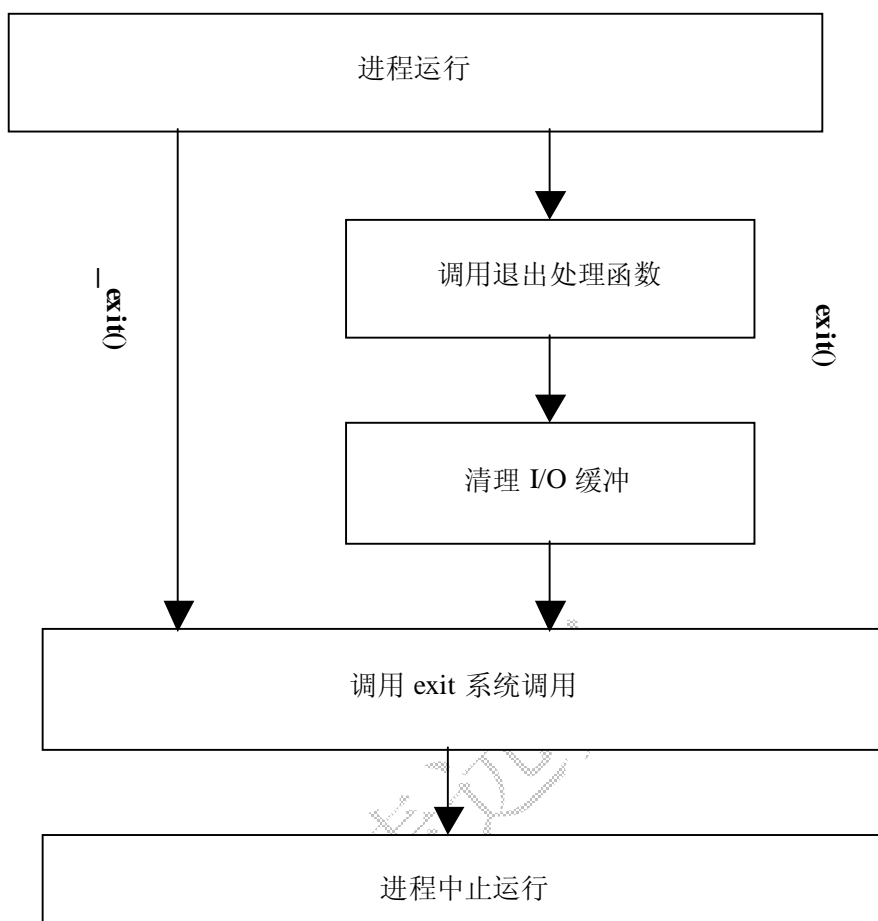 进程运行
调用退出处理函数
_exit()
exit()
清理 I/O 缓冲
调用 exit 系统调用
进程中止运行